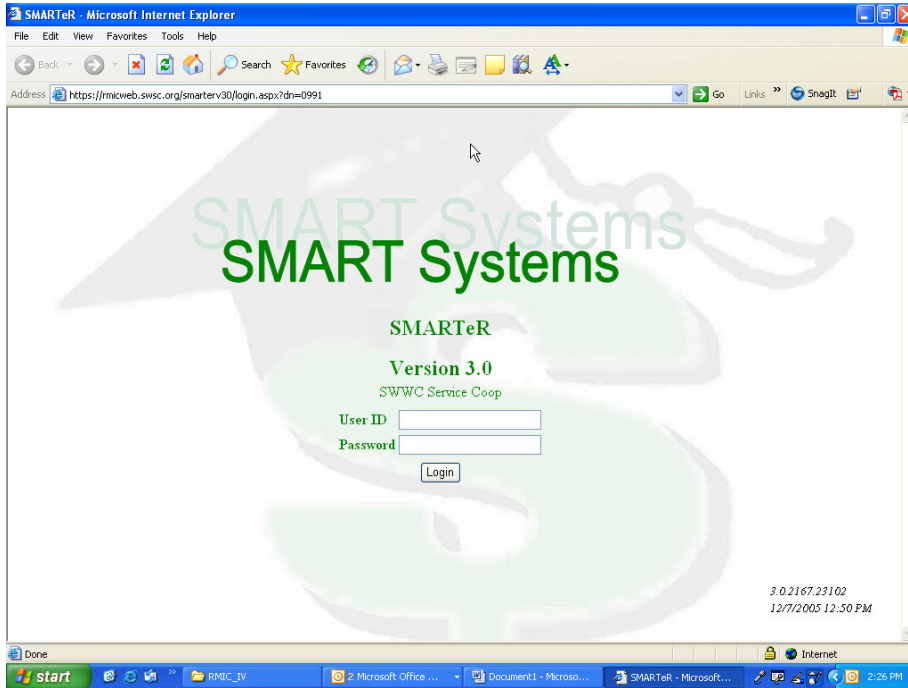 SMARTeR - Microsoft Internet Explorer
File Edit View Favorites Tools Help
Back Search Favorites
Address https://rmicweb.swsc.org/smarterv30/login.aspx?dn=0991 Go Links » SnagIt
SMART Systems
SMART Systems
SMARTeR
Version 3.0
SWWC Service Coop
User ID
Password
Login
3.0.2167.23102
12/7/2005 12:50 PM
Done Internet
start » RMIC_IV 2 Microsoft Office ... Document1 - Microso... SMARTeR - Microsoft... 2:26 PM